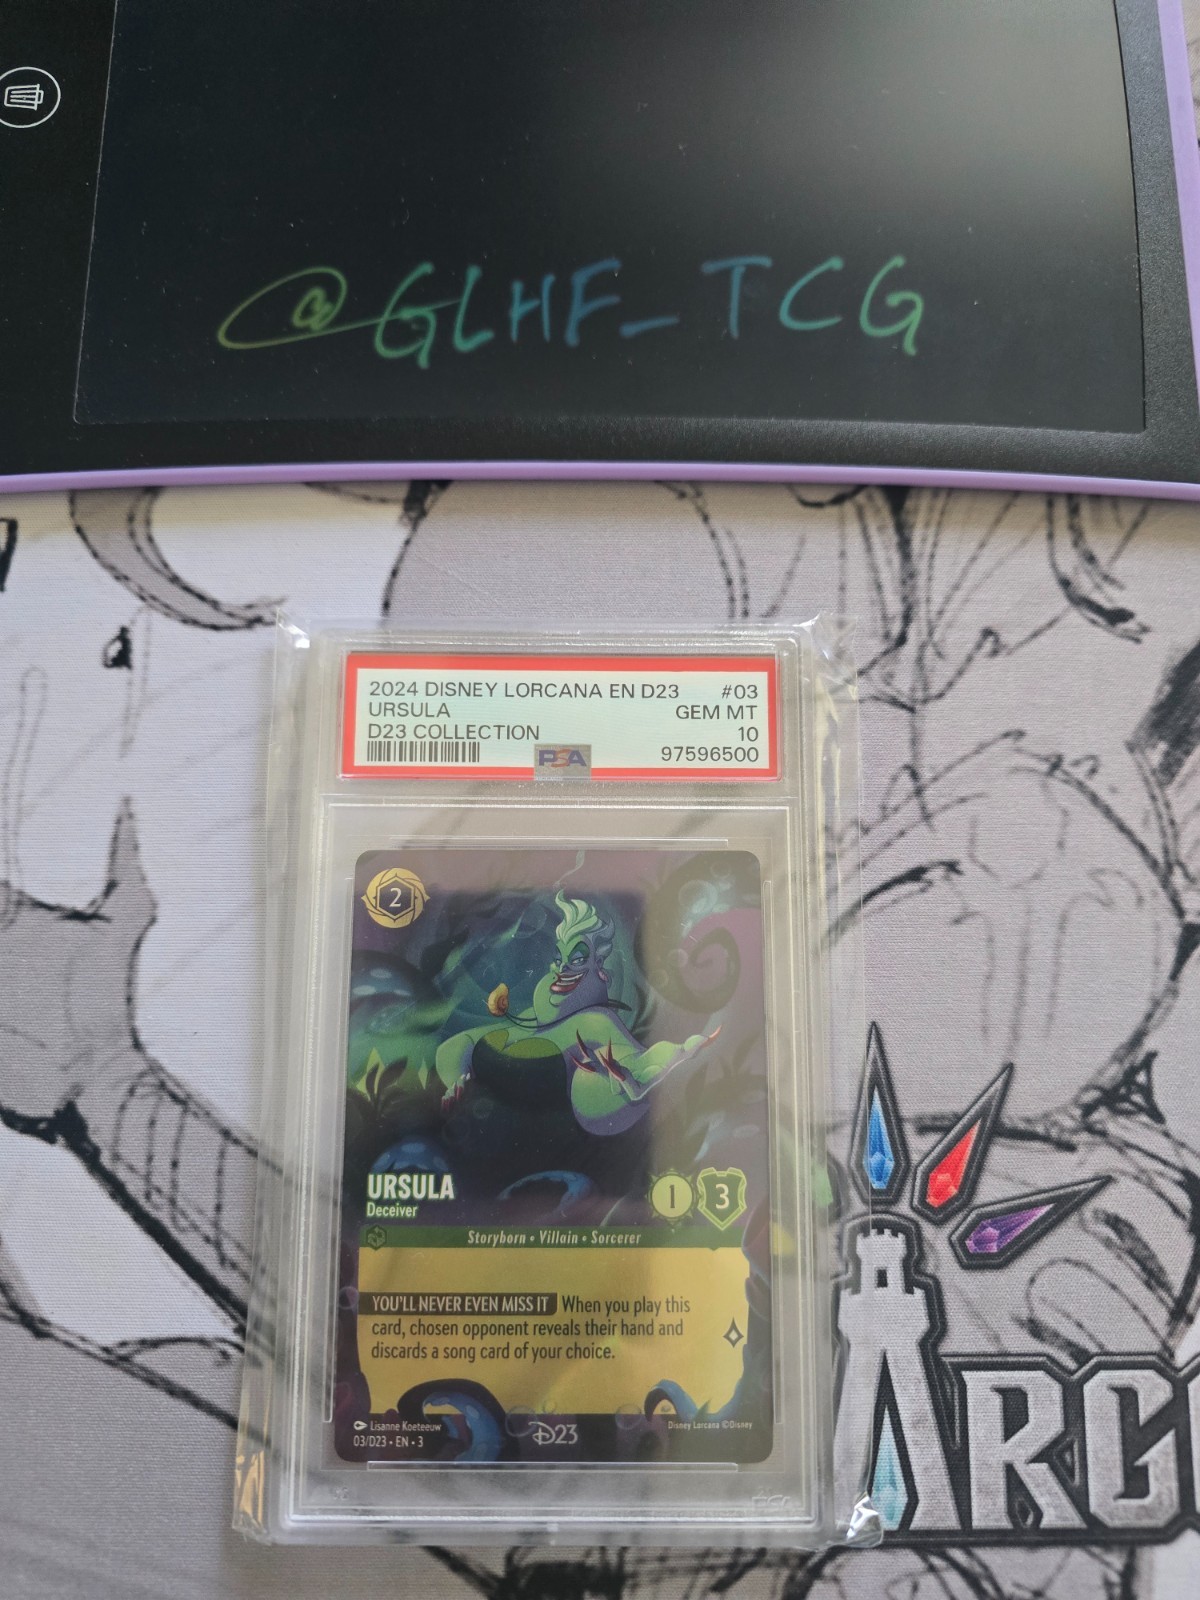 @GLHF_TCG
2024 DISNEY LORCANA EN D23 #03
URSULA GEM MT
D23 COLLECTION 10
PSA 97596500
2
URSULA
Deceiver
1 3
Storyborn • Villain • Sorcerer
YOU'LL NEVER EVEN MISS IT When you play this
card, chosen opponent reveals their hand and
discards a song card of your choice.
Lisanne Koeteeuw
Disney Lorcana ©Disney
03/D23 • EN • 3
D23
ARG